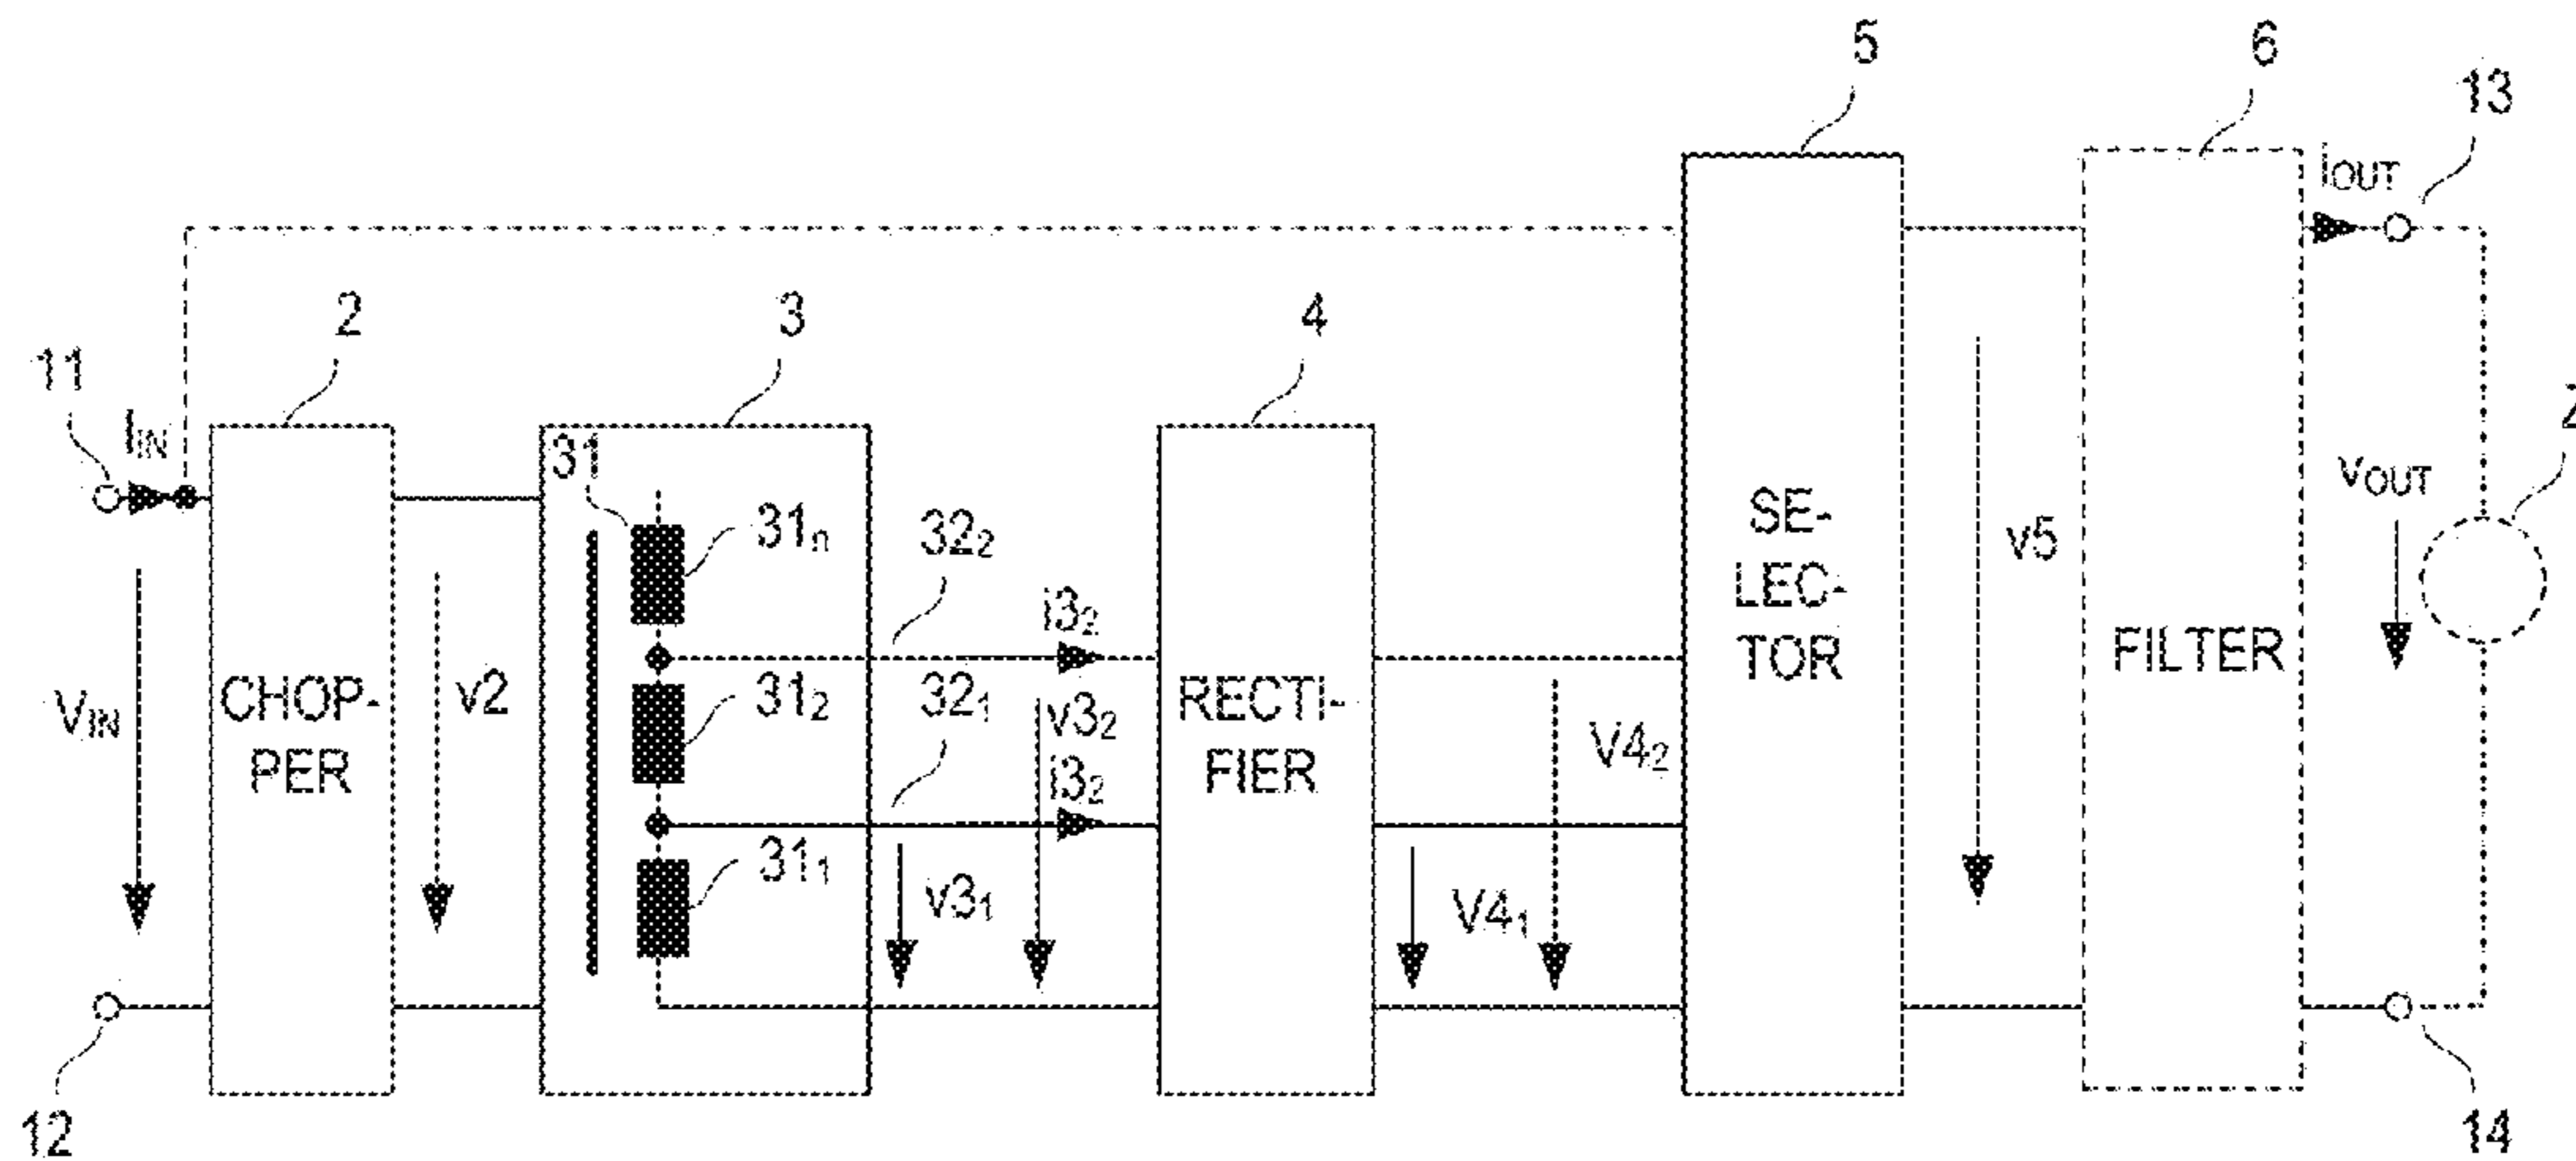 5
6
13
iOUT
2
3
4
11
IIN
31
31n
322
i32
SE-
LEC-
TOR
v5
vOUT
Z
FILTER
VIN
CHOP-
PER
v2
312
321
v32
i32
RECTI-
FIER
V42
311
v31
V41
12
14